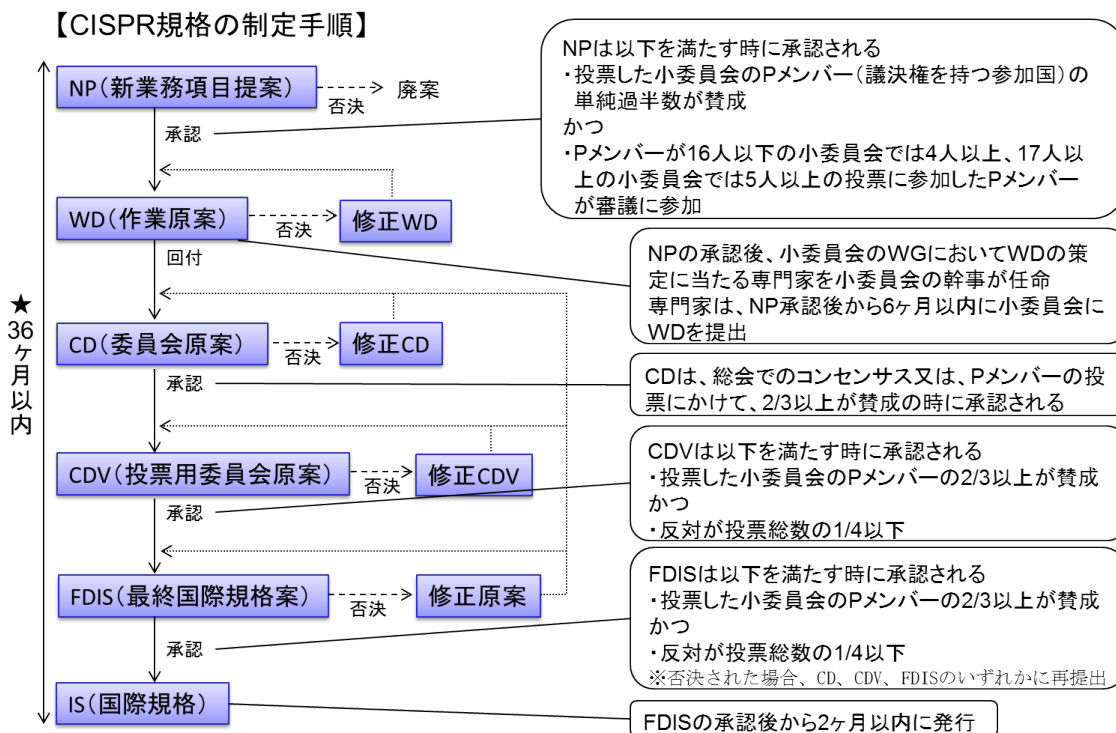 【CISPR規格の制定手順】
NP(新業務項目提案)
否決
廃案
承認
NPは以下を満たす時に承認される
・投票した小委員会のPメンバー(議決権を持つ参加国)の
単純過半数が賛成
かつ
・Pメンバーが16人以下の小委員会では4人以上、17人以
上の小委員会では5人以上の投票に参加したPメンバー
が審議に参加
WD(作業原案)
否決
修正WD
回付
NPの承認後、小委員会のWGにおいてWDの策
定に当たる専門家を小委員会の幹事が任命
専門家は、NP承認後から6ヶ月以内に小委員会に
WDを提出
★36ヶ月以内
CD(委員会原案)
否決
修正CD
承認
CDは、総会でのコンセンサス又は、Pメンバーの投
票にかけて、2/3以上が賛成の時に承認される
CDV(投票用委員会原案)
否決
修正CDV
承認
CDVは以下を満たす時に承認される
・投票した小委員会のPメンバーの2/3以上が賛成
かつ
・反対が投票総数の1/4以下
FDIS(最終国際規格案)
否決
修正原案
承認
FDISは以下を満たす時に承認される
・投票した小委員会のPメンバーの2/3以上が賛成
かつ
・反対が投票総数の1/4以下
※否決された場合、CD、CDV、FDISのいずれかに再提出
IS(国際規格)
FDISの承認後から2ヶ月以内に発行